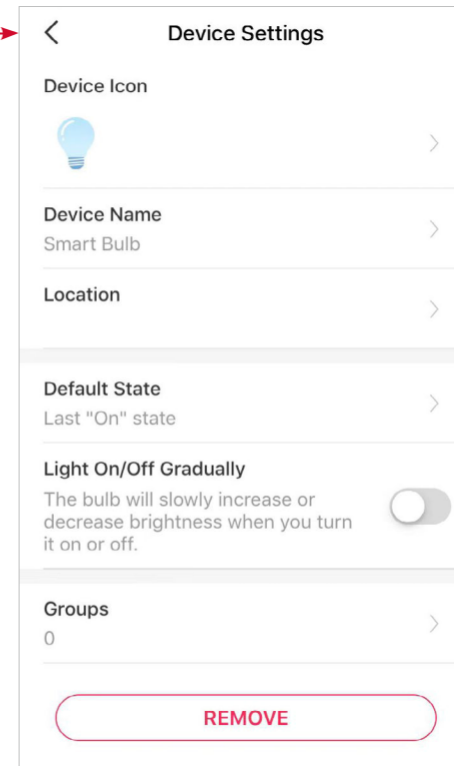 Device Settings
Device Icon
Device Name
Smart Bulb
Location
Default State
Last "On" state
Light On/Off Gradually
The bulb will slowly increase or
decrease brightness when you turn
it on or off.
Groups
0
REMOVE